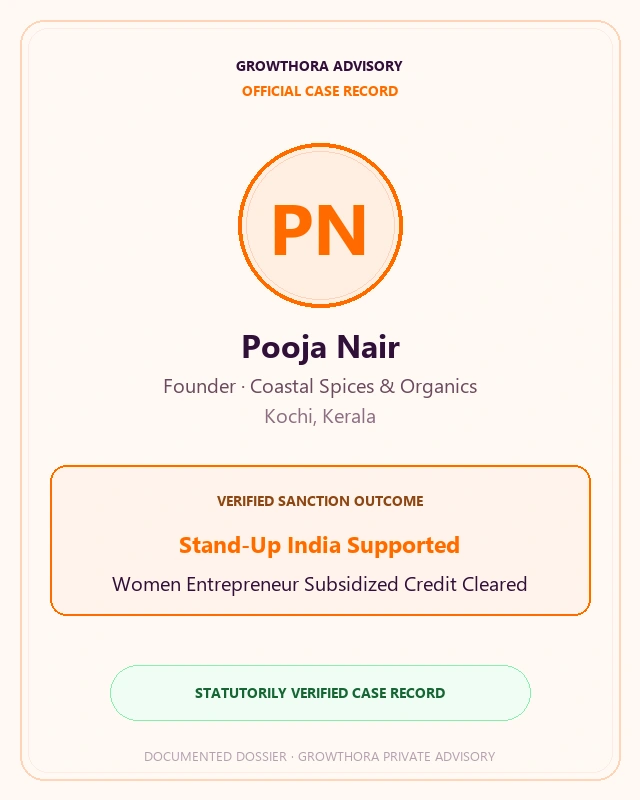 GROWTHORA ADVISORY
OFFICIAL CASE RECORD
PN
Pooja Nair
Founder · Coastal Spices & Organics
Kochi, Kerala
VERIFIED SANCTION OUTCOME
Stand-Up India Supported
Women Entrepreneur Subsidized Credit Cleared
STATUTORILY VERIFIED CASE RECORD
DOCUMENTED DOSSIER · GROWTHORA PRIVATE ADVISORY